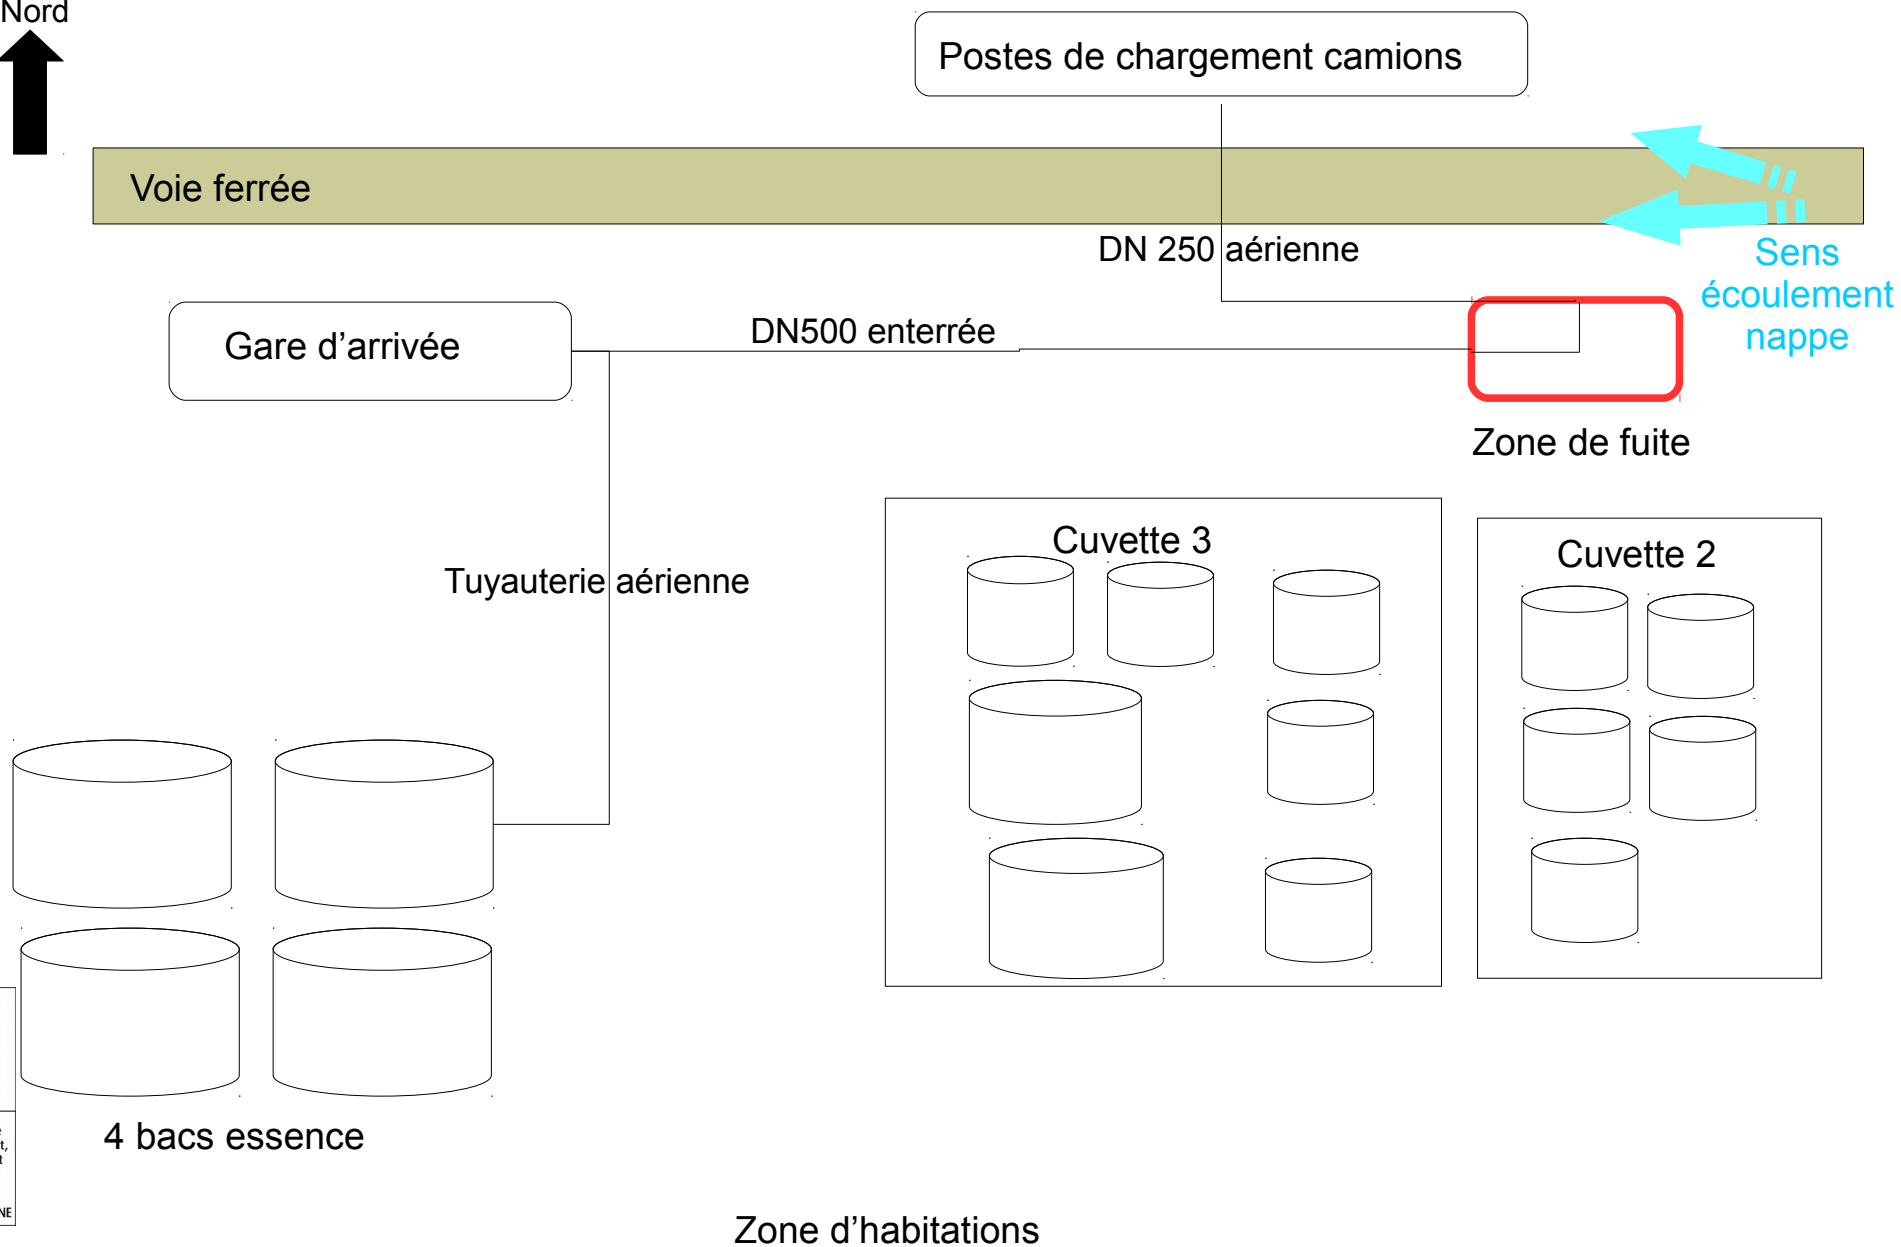 Nord
Postes de chargement camions
Voie ferrée
DN 250 aérienne
Sens
écoulement
nappe
Gare d’arrivée
DN500 enterrée
Zone de fuite
Cuvette 3
Cuvette 2
Tuyauterie aérienne
4 bacs essence
Zone d’habitations